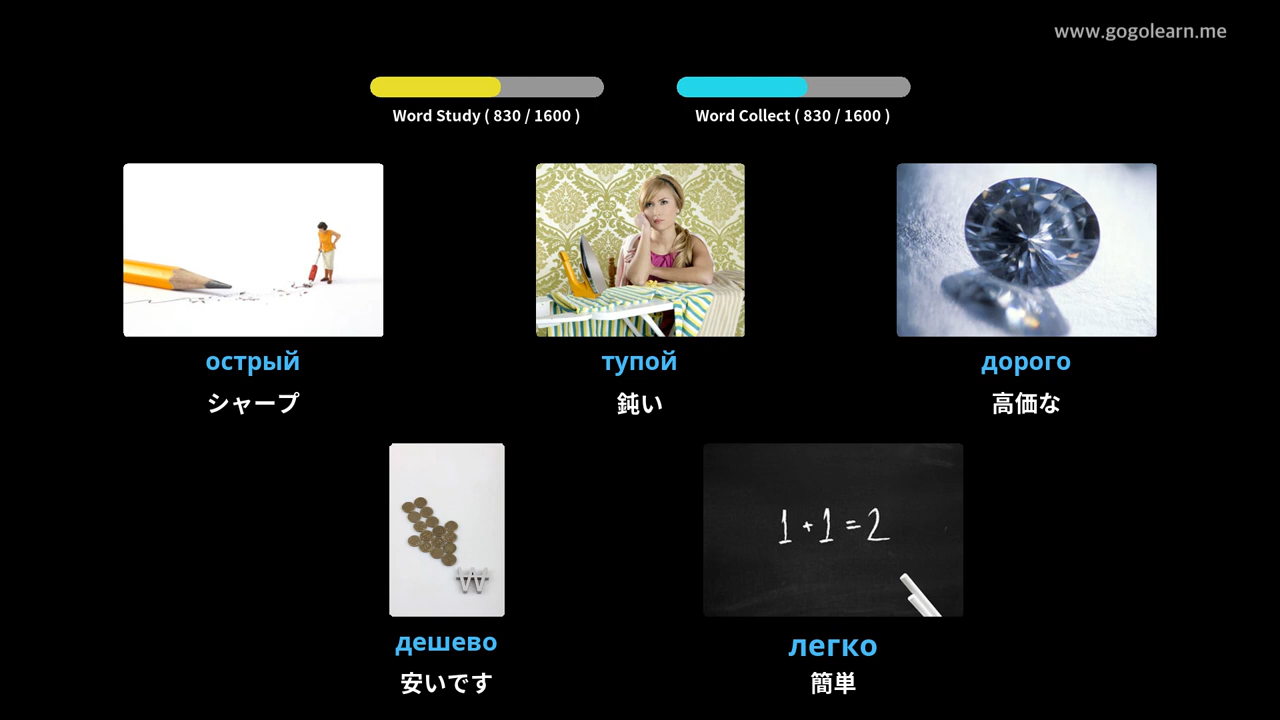 www.gogolearn.me
Word Study ( 830 / 1600 )
Word Collect ( 830 / 1600 )
острый
シャープ
тупой
鈍い
дорого
高価な
1 + 1 = 2
дешево
安いです
легко
簡単